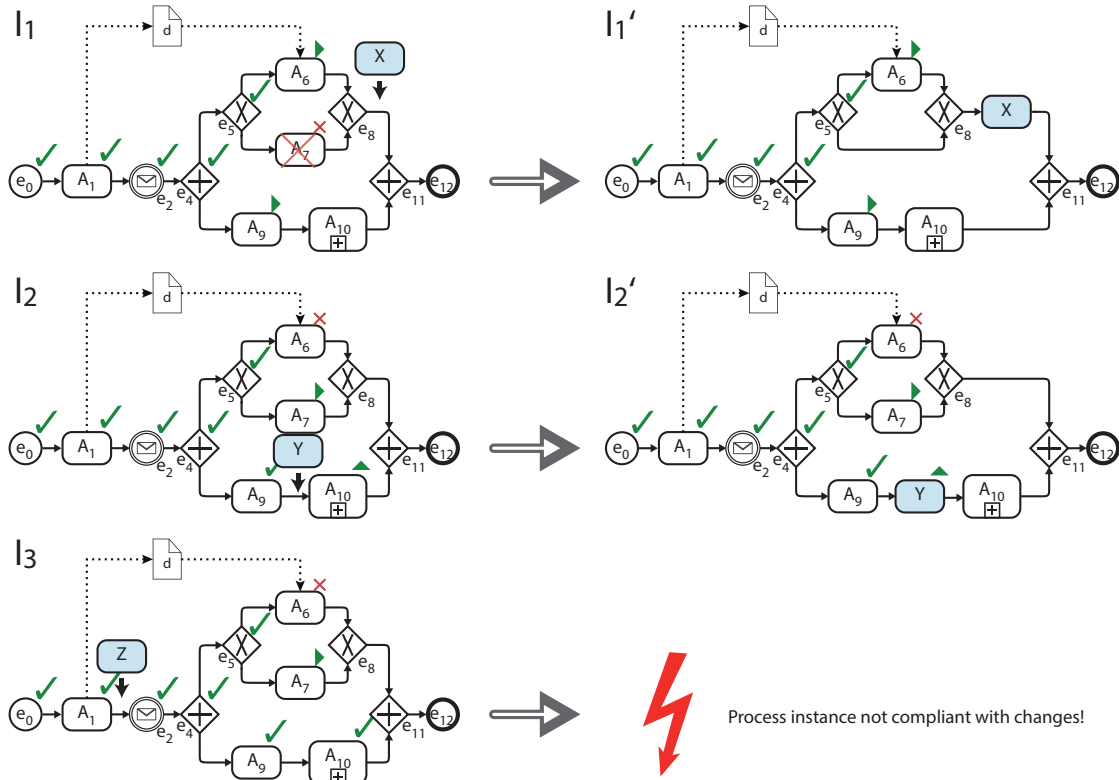 I1
I1‘
d
d
X
A6
A6
e5
e8
X
e5
e8
A7
e0
A1
e2
e4
e11
e12
e0
A1
e2
e4
e11
e12
A9
A10
A9
A10
I2
I2‘
d
d
A6
A6
e5
e8
e5
e8
A7
A7
e0
A1
e2
e4
Y
e11
e12
e0
A1
e2
e4
e11
e12
A9
A10
A9
Y
A10
I3
d
A6
e5
e8
Z
A7
e0
A1
e2
e4
e11
e12
Process instance not compliant with changes!
A9
A10